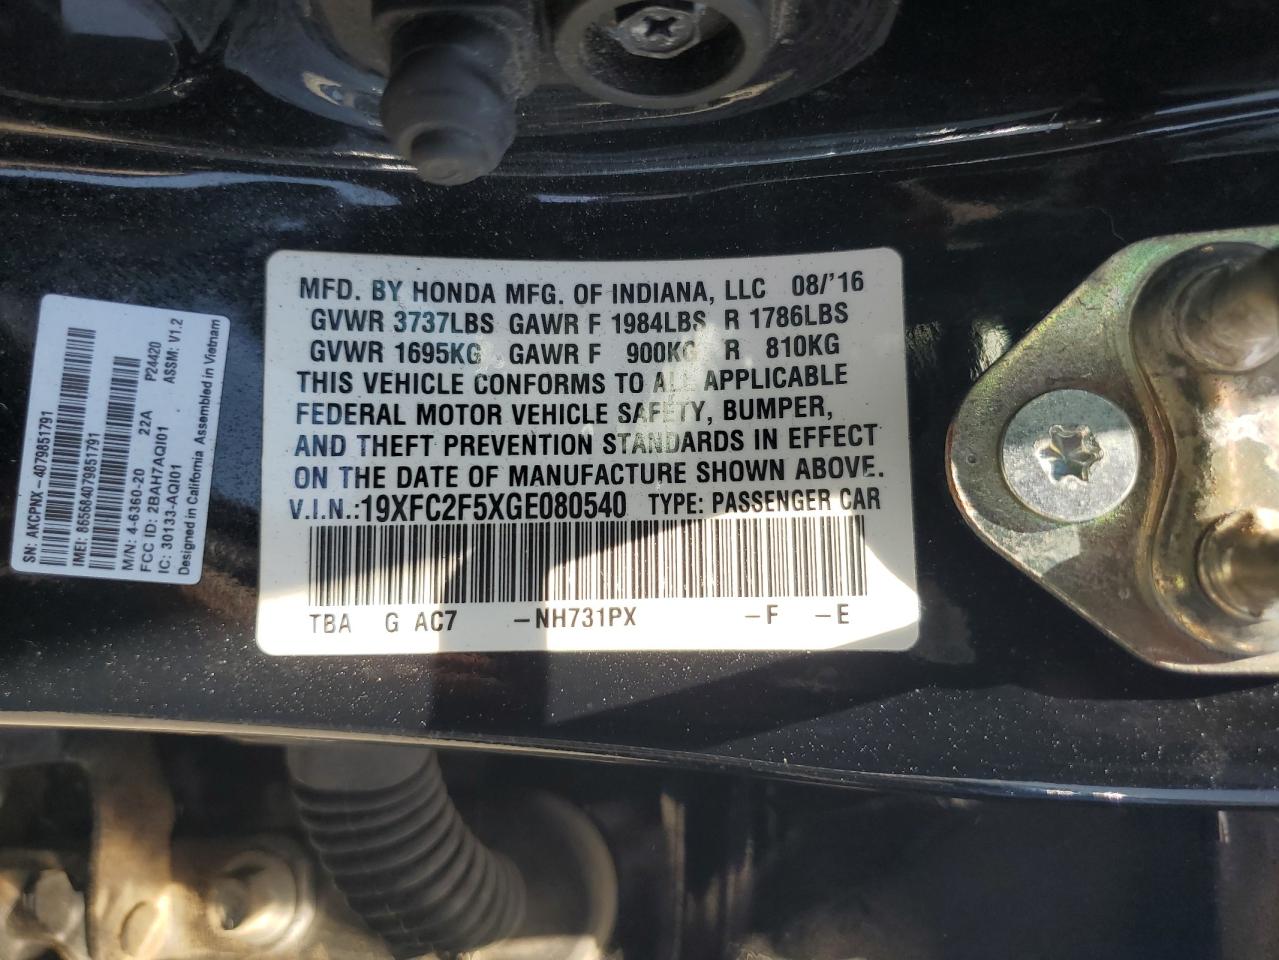 MFD. BY HONDA MFG. OF INDIANA, LLC 08/'16
GVWR 3737LBS GAWR F 1984LBS R 1786LBS
GVWR 1695KG GAWR F 900KG R 810KG
THIS VEHICLE CONFORMS TO ALL APPLICABLE
FEDERAL MOTOR VEHICLE SAFETY, BUMPER,
AND THEFT PREVENTION STANDARDS IN EFFECT
ON THE DATE OF MANUFACTURE SHOWN ABOVE.
V.I.N.:19XFC2F5XGE080540 TYPE: PASSENGER CAR
TBA G AC7 -NH731PX -F -E
SN: AKCPNX-4079851791
IMEI: 865684079851791
M/N: 4-6360-20 22A P24420
FCC ID: 2BAH7AQI01 ASSM: V1.2
IC: 30133-AQI01
Designed in California Assembled in Vietnam